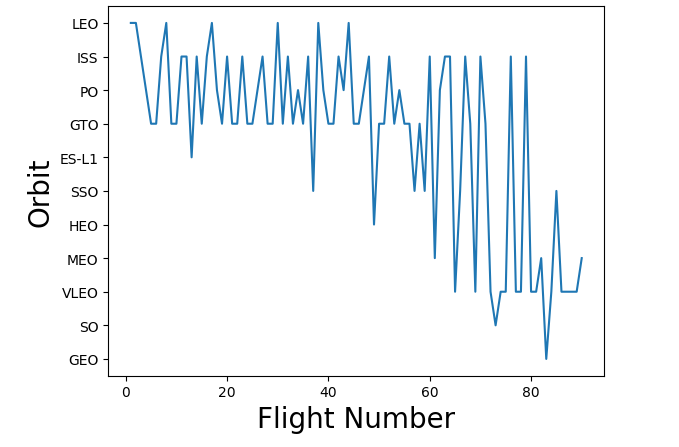 LEO
ISS
PO
GTO
ES-L1
SSO
HEO
MEO
VLEO
SO
GEO
Orbit
0 20 40 60 80
Flight Number